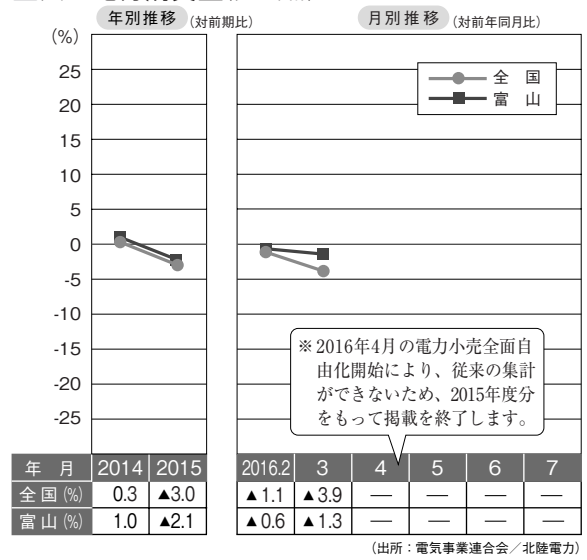 年別推移 (対前期比)
月別推移 (対前年同月比)
(%)
25
20
15
10
5
0
-5
-10
-15
-20
-25
全 国
富 山
※2016年4月の電力小売全面自
由化開始により、従来の集計
ができないため、2015年度分
をもって掲載を終了します。
年 月 2014 2015 2016.2 3 4 5 6 7
全 国 (%) 0.3 ▲3.0 ▲1.1 ▲3.9 — — — —
富 山 (%) 1.0 ▲2.1 ▲0.6 ▲1.3 — — — —
(出所：電気事業連合会／北陸電力)